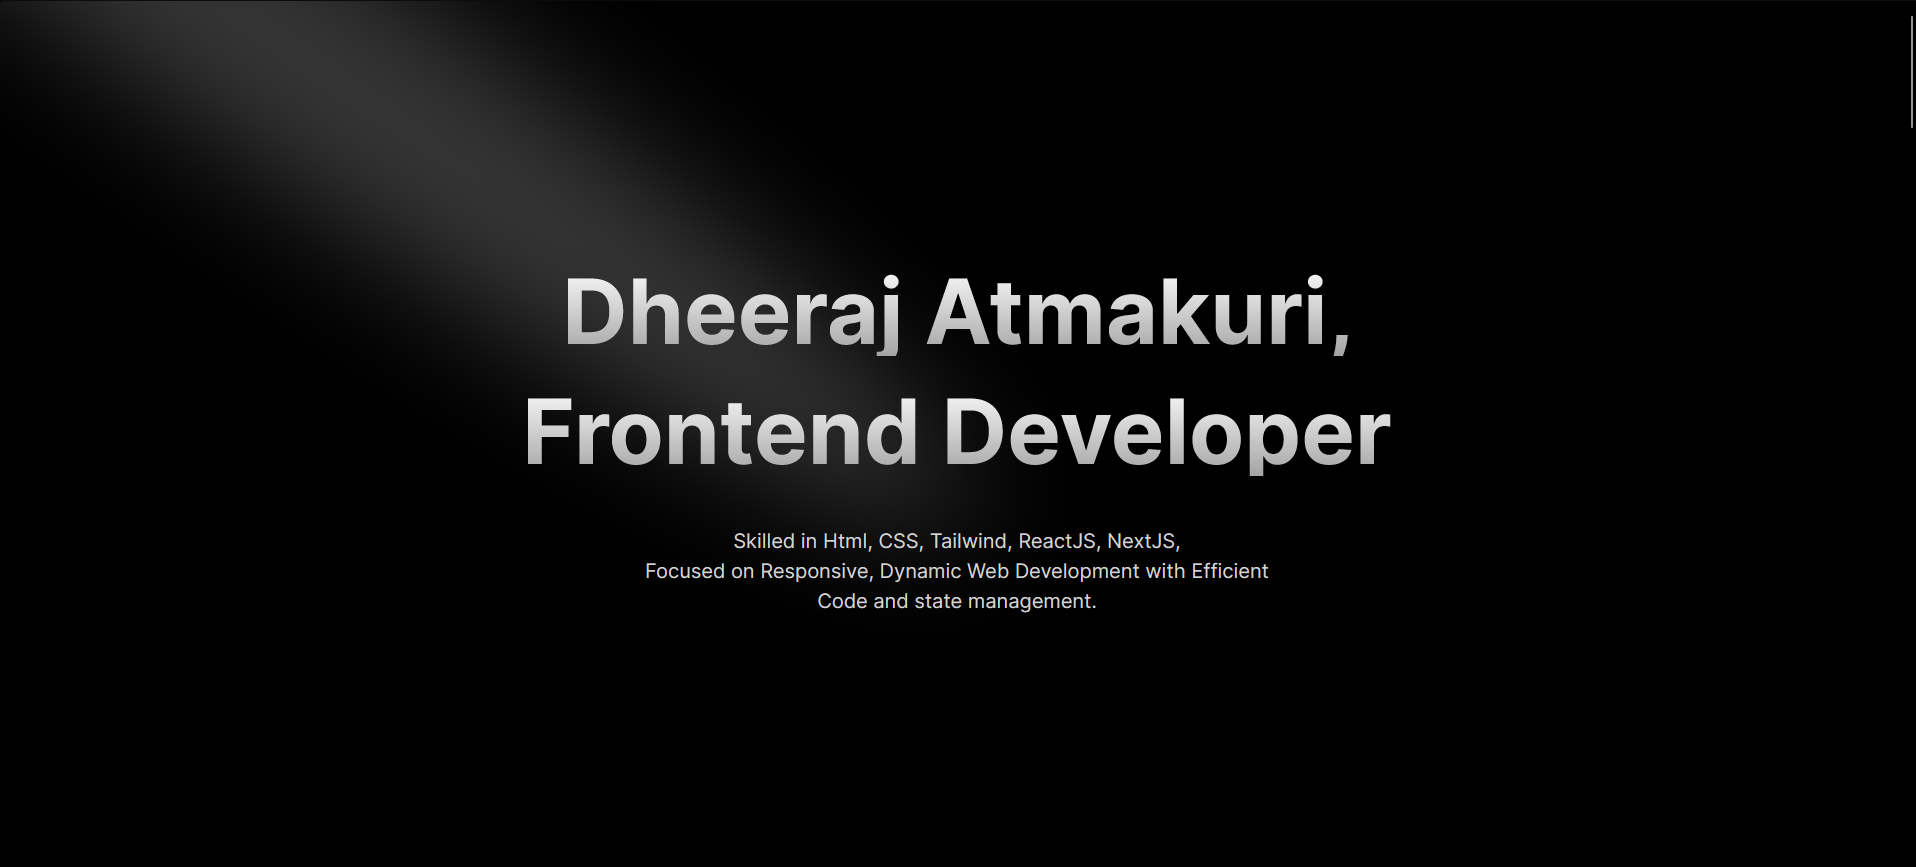 Dheeraj Atmakuri,
Frontend Developer
Skilled in Html, CSS, Tailwind, ReactJS, NextJS,
Focused on Responsive, Dynamic Web Development with Efficient
Code and state management.